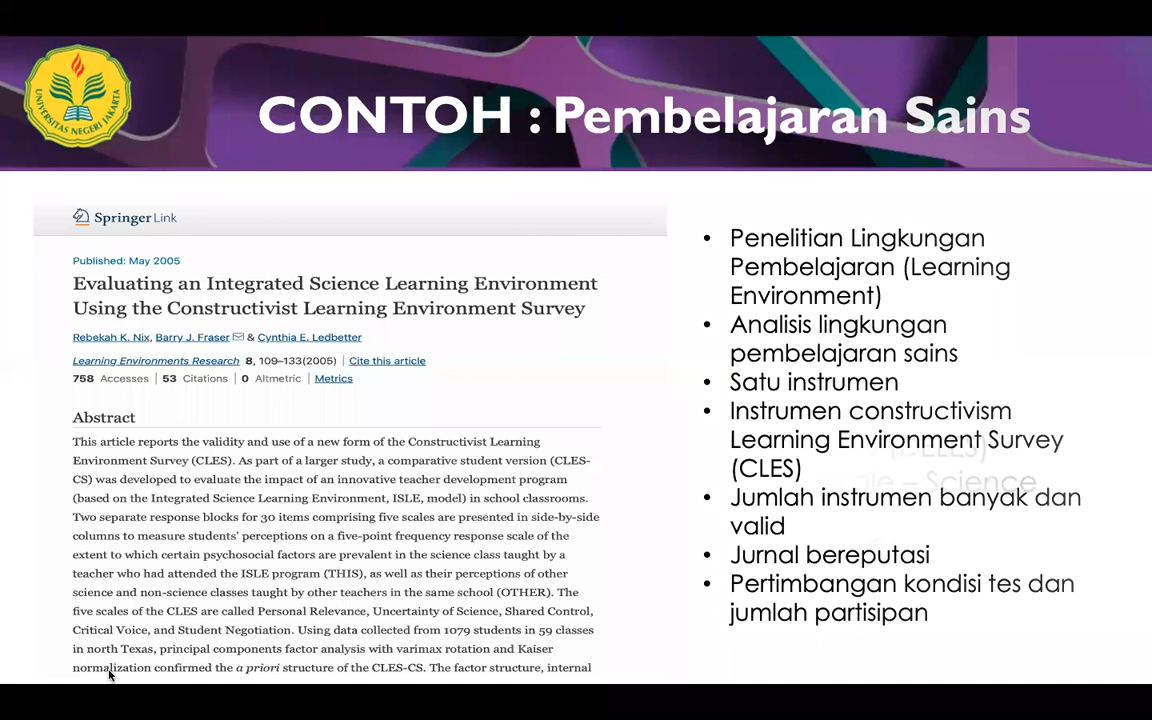 UNIVERSITAS NEGERI JAKARTA
CONTOH : Pembelajaran Sains
Springer Link
Published: May 2005
Evaluating an Integrated Science Learning Environment
Using the Constructivist Learning Environment Survey
Rebekah K. Nix, Barry J. Fraser & Cynthia E. Ledbetter
Learning Environments Research 8, 109–133(2005) | Cite this article
758 Accesses | 53 Citations | 0 Altmetric | Metrics
Abstract
This article reports the validity and use of a new form of the Constructivist Learning
Environment Survey (CLES). As part of a larger study, a comparative student version (CLES-
CS) was developed to evaluate the impact of an innovative teacher development program
(based on the Integrated Science Learning Environment, ISLE, model) in school classrooms.
Two separate response blocks for 30 items comprising five scales are presented in side-by-side
columns to measure students' perceptions on a five-point frequency response scale of the
extent to which certain psychosocial factors are prevalent in the science class taught by a
teacher who had attended the ISLE program (THIS), as well as their perceptions of other
science and non-science classes taught by other teachers in the same school (OTHER). The
five scales of the CLES are called Personal Relevance, Uncertainty of Science, Shared Control,
Critical Voice, and Student Negotiation. Using data collected from 1079 students in 59 classes
in north Texas, principal components factor analysis with varimax rotation and Kaiser
normalization confirmed the a priori structure of the CLES-CS. The factor structure, internal
• Penelitian Lingkungan
Pembelajaran (Learning
Environment)
• Analisis lingkungan
pembelajaran sains
• Satu instrumen
• Instrumen constructivism
Learning Environment Survey
(CLES)
• Jumlah instrumen banyak dan
valid
• Jurnal bereputasi
• Pertimbangan kondisi tes dan
jumlah partisipan